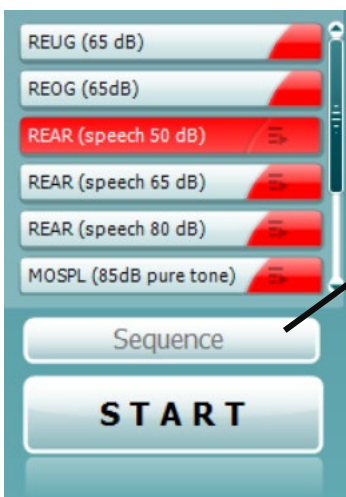 REUG (65 dB)
REOG (65dB)
REAR (speech 50 dB)
REAR (speech 65 dB)
REAR (speech 80 dB)
MOSPL (85dB pure tone)
Sequence
START